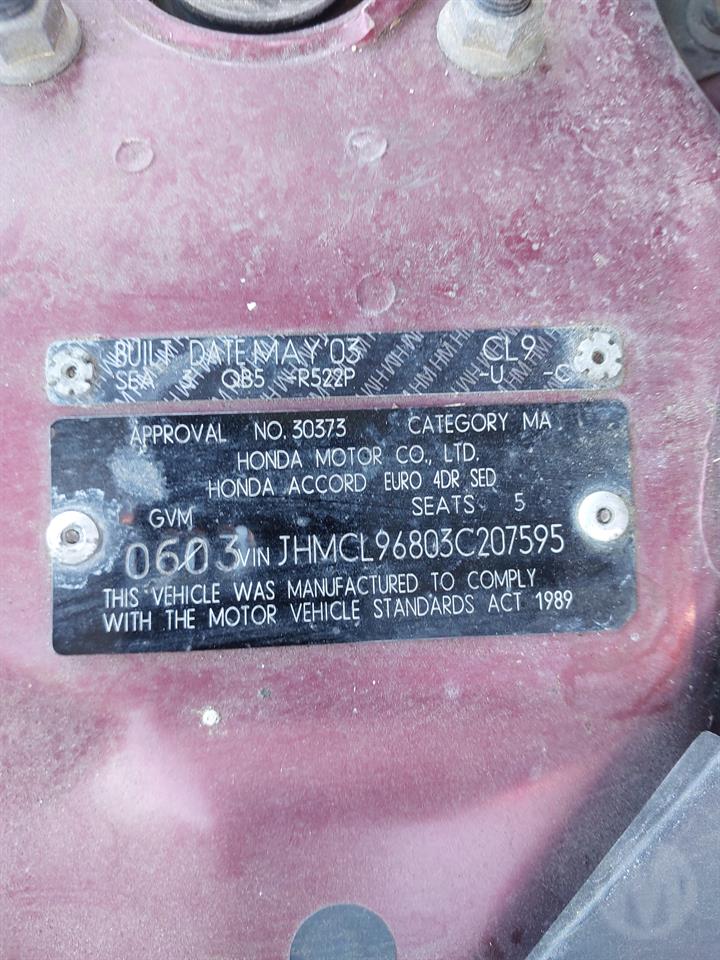 BUILT DATE MAY'03 CL9
SEA 3 QB5 -R522P -U -C
APPROVAL NO. 30373 CATEGORY MA
HONDA MOTOR CO., LTD.
HONDA ACCORD EURO 4DR SED
SEATS 5
GVM
0603 VIN JHMCL96803C207595
THIS VEHICLE WAS MANUFACTURED TO COMPLY
WITH THE MOTOR VEHICLE STANDARDS ACT 1989